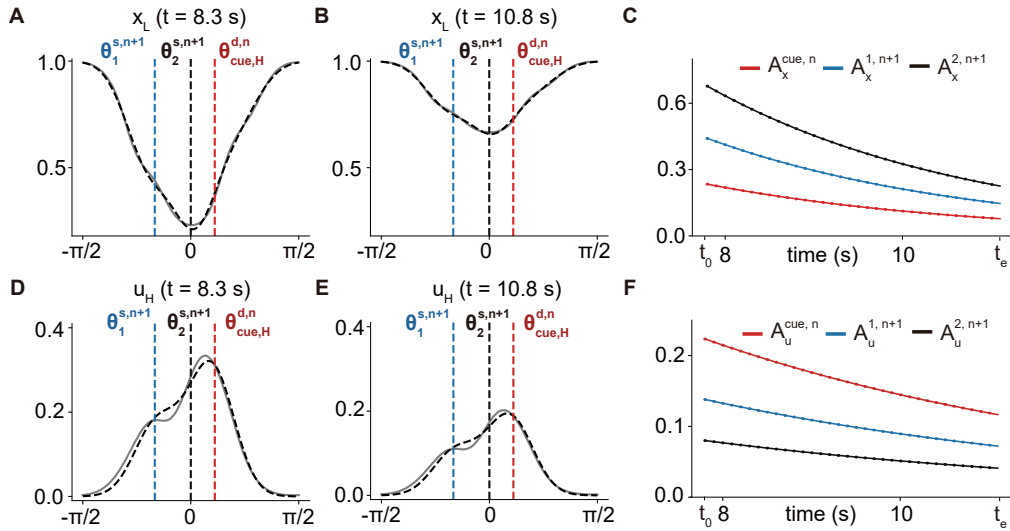 A
x_L (t = 8.3 s)
θ_1^{s,n+1}
θ_2^{s,n+1}
θ_{cue,H}^{d,n}
1.0
0.5
-π/2
0
π/2
B
x_L (t = 10.8 s)
θ_1^{s,n+1}
θ_2^{s,n+1}
θ_{cue,H}^{d,n}
1.0
0.5
-π/2
0
π/2
C
A_x^{cue, n}
A_x^{1, n+1}
A_x^{2, n+1}
0.6
0.3
0.0
t_0
8
time (s)
10
t_e
D
u_H (t = 8.3 s)
θ_1^{s,n+1}
θ_2^{s,n+1}
θ_{cue,H}^{d,n}
0.4
0.2
0.0
-π/2
0
π/2
E
u_H (t = 10.8 s)
θ_1^{s,n+1}
θ_2^{s,n+1}
θ_{cue,H}^{d,n}
0.4
0.2
0.0
-π/2
0
π/2
F
A_u^{cue, n}
A_u^{1, n+1}
A_u^{2, n+1}
0.2
0.1
0.0
t_0
8
time (s)
10
t_e